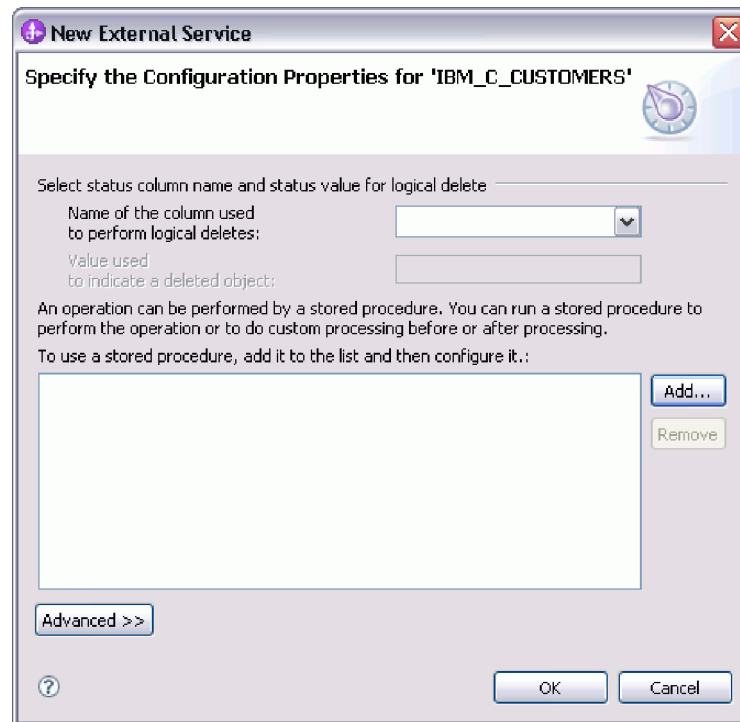 New External Service
Specify the Configuration Properties for 'IBM_C_CUSTOMERS'
Select status column name and status value for logical delete
Name of the column used
to perform logical deletes:
Value used
to indicate a deleted object:
An operation can be performed by a stored procedure. You can run a stored procedure to
perform the operation or to do custom processing before or after processing.
To use a stored procedure, add it to the list and then configure it.:
Add...
Remove
Advanced >>
?
OK
Cancel